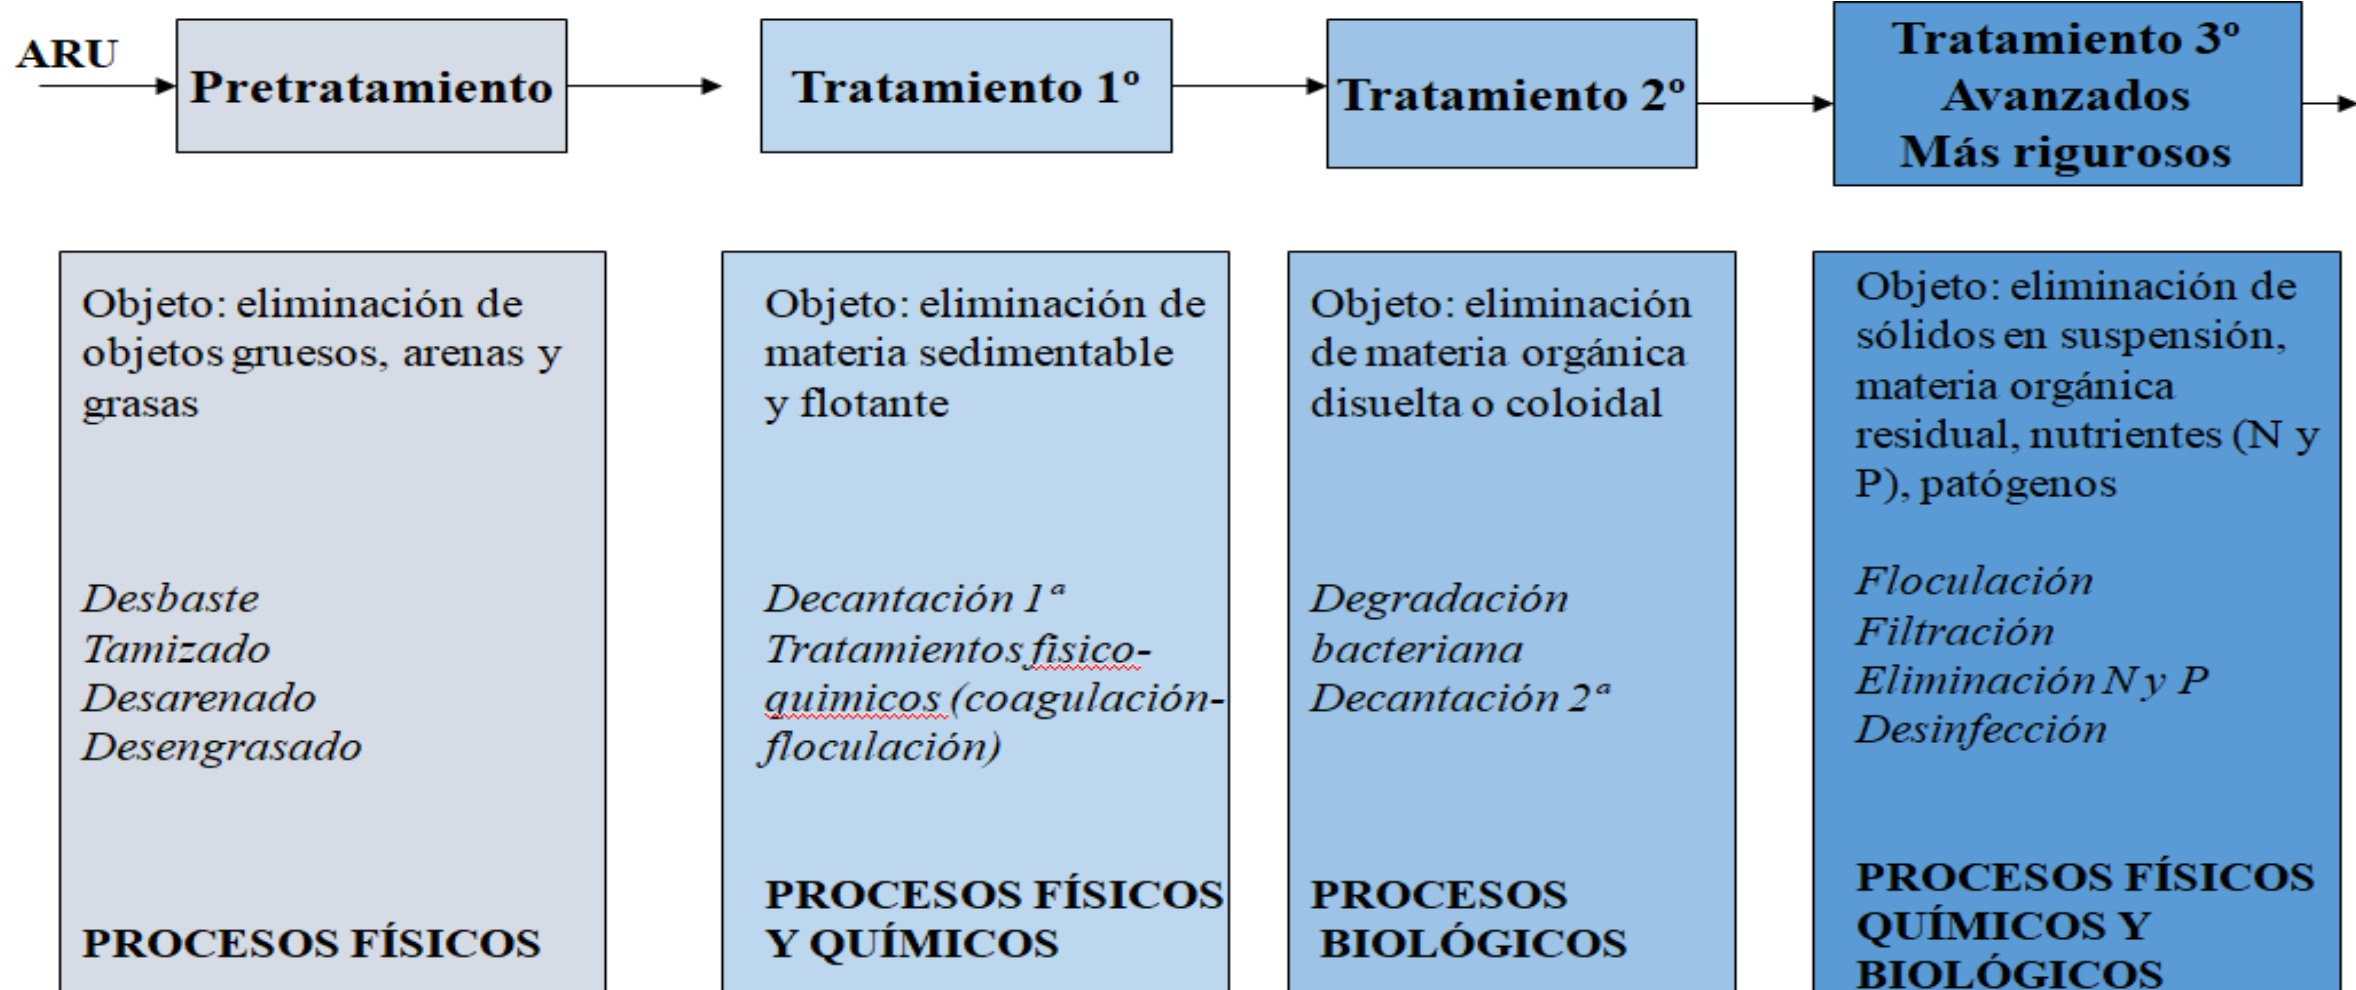 ARU
Pretratamiento
Tratamiento 1º
Tratamiento 2º
Tratamiento 3º
Avanzados
Más rigurosos
Objeto: eliminación de
objetos gruesos, arenas y
grasas
Desbaste
Tamizado
Desarenado
Desengrasado
PROCESOS FÍSICOS
Objeto: eliminación de
materia sedimentable
y flotante
Decantación 1ª
Tratamientos fisico-
quimicos (coagulación-
floculación)
PROCESOS FÍSICOS
Y QUÍMICOS
Objeto: eliminación
de materia orgánica
disuelta o coloidal
Degradación
bacteriana
Decantación 2ª
PROCESOS
BIOLÓGICOS
Objeto: eliminación de
sólidos en suspensión,
materia orgánica
residual, nutrientes (N y
P), patógenos
Floculación
Filtración
Eliminación N y P
Desinfección
PROCESOS FÍSICOS
QUÍMICOS Y
BIOLÓGICOS